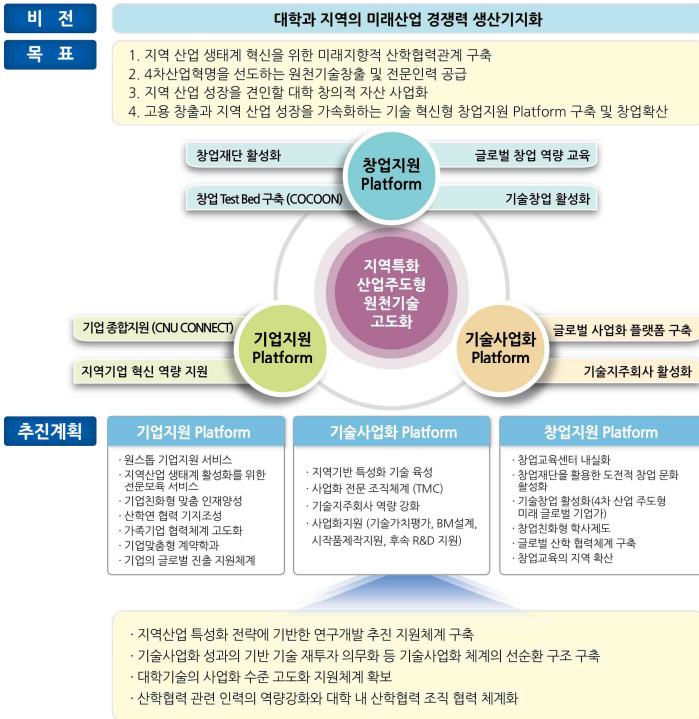 비 전
대학과 지역의 미래산업 경쟁력 생산기지화
목 표
1. 지역 산업 생태계 혁신을 위한 미래지향적 산학협력관계 구축
2. 4차산업혁명을 선도하는 원천기술창출 및 전문인력 공급
3. 지역 산업 성장을 견인할 대학 창의적 자산 사업화
4. 고용 창출과 지역 산업 성장을 가속화하는 기술 혁신형 창업지원 Platform 구축 및 창업확산
창업재단 활성화
글로벌 창업 역량 교육
창업지원
Platform
창업 Test Bed 구축 (COCOON)
기술창업 활성화
지역특화
산업주도형
원천기술
고도화
기업 종합지원 (CNU CONNECT)
지역기업 혁신 역량 지원
기업지원
Platform
기술사업화
Platform
글로벌 사업화 플랫폼 구축
기술지주회사 활성화
추진계획
기업지원 Platform
· 원스톱 기업지원 서비스
· 지역산업 생태계 활성화를 위한
전문보육 서비스
· 기업친화형 맞춤 인재양성
· 산학연 협력 기지조성
· 가족기업 협력체계 고도화
· 기업맞춤형 계약학과
· 기업의 글로벌 진출 지원체계
기술사업화 Platform
· 지역기반 특성화 기술 육성
· 사업화 전문 조직체계 (TMC)
· 기술지주회사 역량 강화
· 사업화지원 (기술가치평가, BM설계,
시작품제작지원, 후속 R&D 지원)
창업지원 Platform
· 창업교육센터 내실화
· 창업재단을 활용한 도전적 창업 문화
활성화
· 기술창업 활성화(4차 산업 주도형
미래 글로벌 기업가)
· 창업친화형 학사제도
· 글로벌 산학 협력체계 구축
· 창업교육의 지역 확산
· 지역산업 특성화 전략에 기반한 연구개발 추진 지원체계 구축
· 기술사업화 성과의 기반 기술 재투자 의무화 등 기술사업화 체계의 선순환 구조 구축
· 대학기술의 사업화 수준 고도화 지원체계 확보
· 산학협력 관련 인력의 역량강화와 대학 내 산학협력 조직 협력 체계화